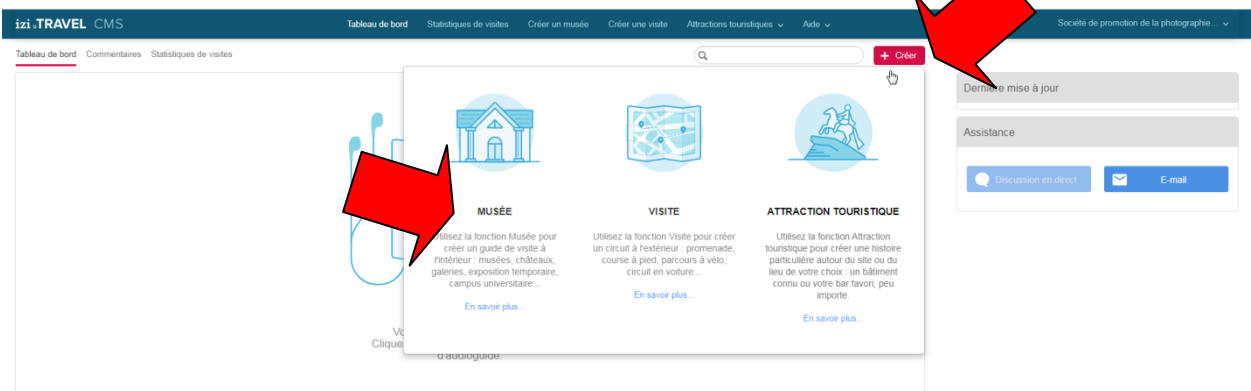 izi.TRAVEL CMS
Tableau de bord Statistiques de visites Créer un musée Créer une visite Attractions touristiques Aide
Société de promotion de la photographie...
Tableau de bord Commentaires Statistiques de visites
+ Créer
MUSÉE
Utilisez la fonction Musée pour
créer un guide de visite à
l'intérieur : musées, châteaux,
galeries, exposition temporaire,
campus universitaire...
En savoir plus...
VISITE
Utilisez la fonction Visite pour créer
un circuit à l'extérieur : promenade,
course à pied, parcours à vélo,
circuit en voiture...
En savoir plus...
ATTRACTION TOURISTIQUE
Utilisez la fonction Attraction
touristique pour créer une histoire
particulière autour du site ou du
lieu de votre choix : un bâtiment
connu ou votre bar favori, peu
importe.
En savoir plus...
Clique
d'audioguide.
Dernière mise à jour
Assistance
Discussion en direct
E-mail